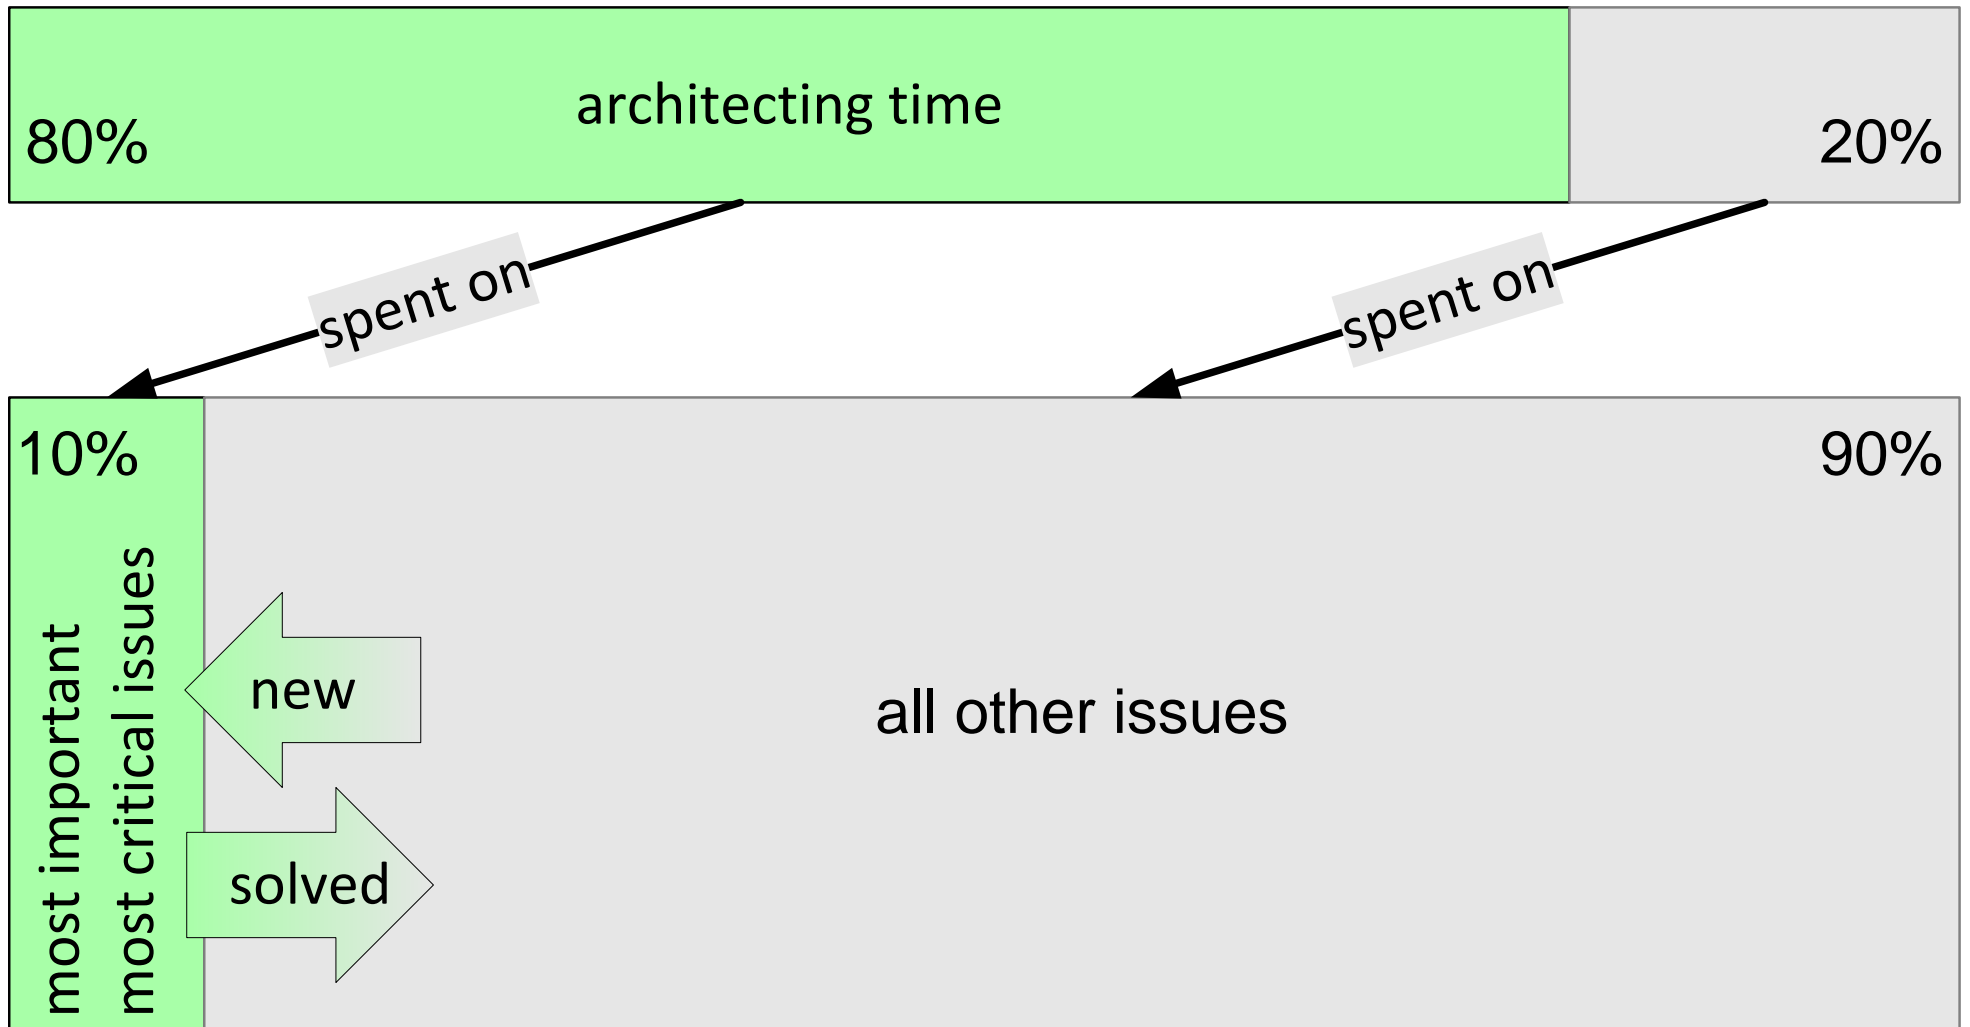 architecting time
80%
20%
spent on
spent on
10%
90%
most important
most critical issues
new
all other issues
solved